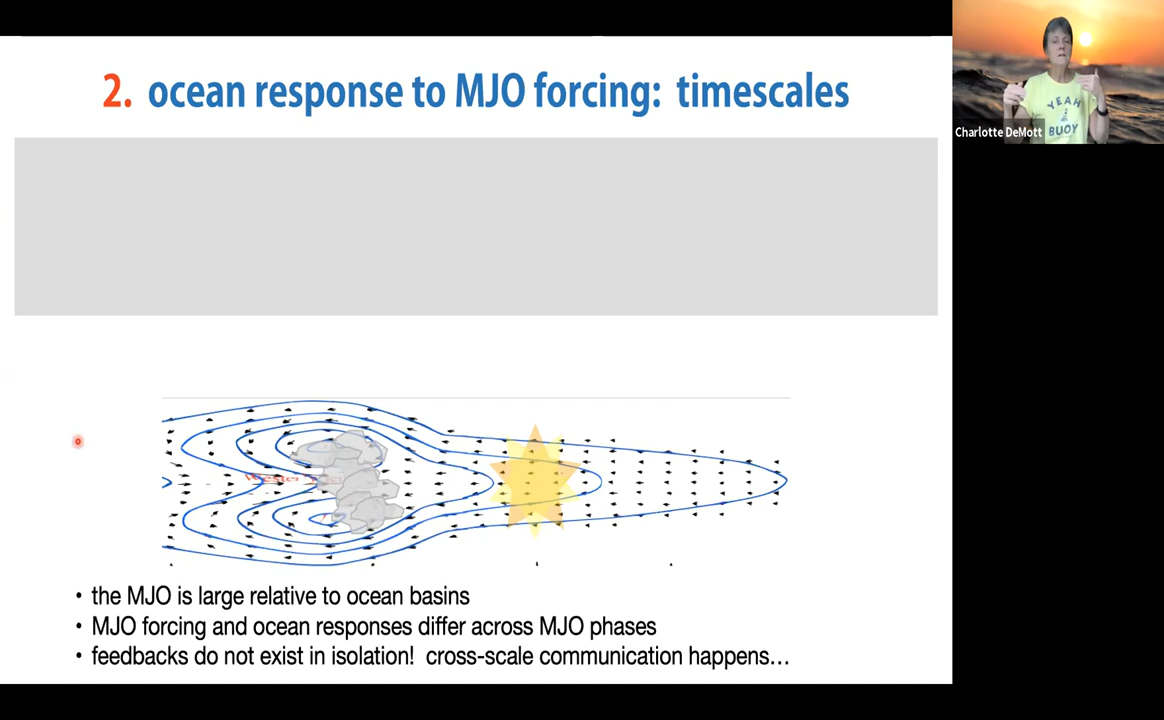 2. ocean response to MJO forcing: timescales
YEAH
BUOY
Charlotte DeMott
• the MJO is large relative to ocean basins
• MJO forcing and ocean responses differ across MJO phases
• feedbacks do not exist in isolation! cross-scale communication happens…